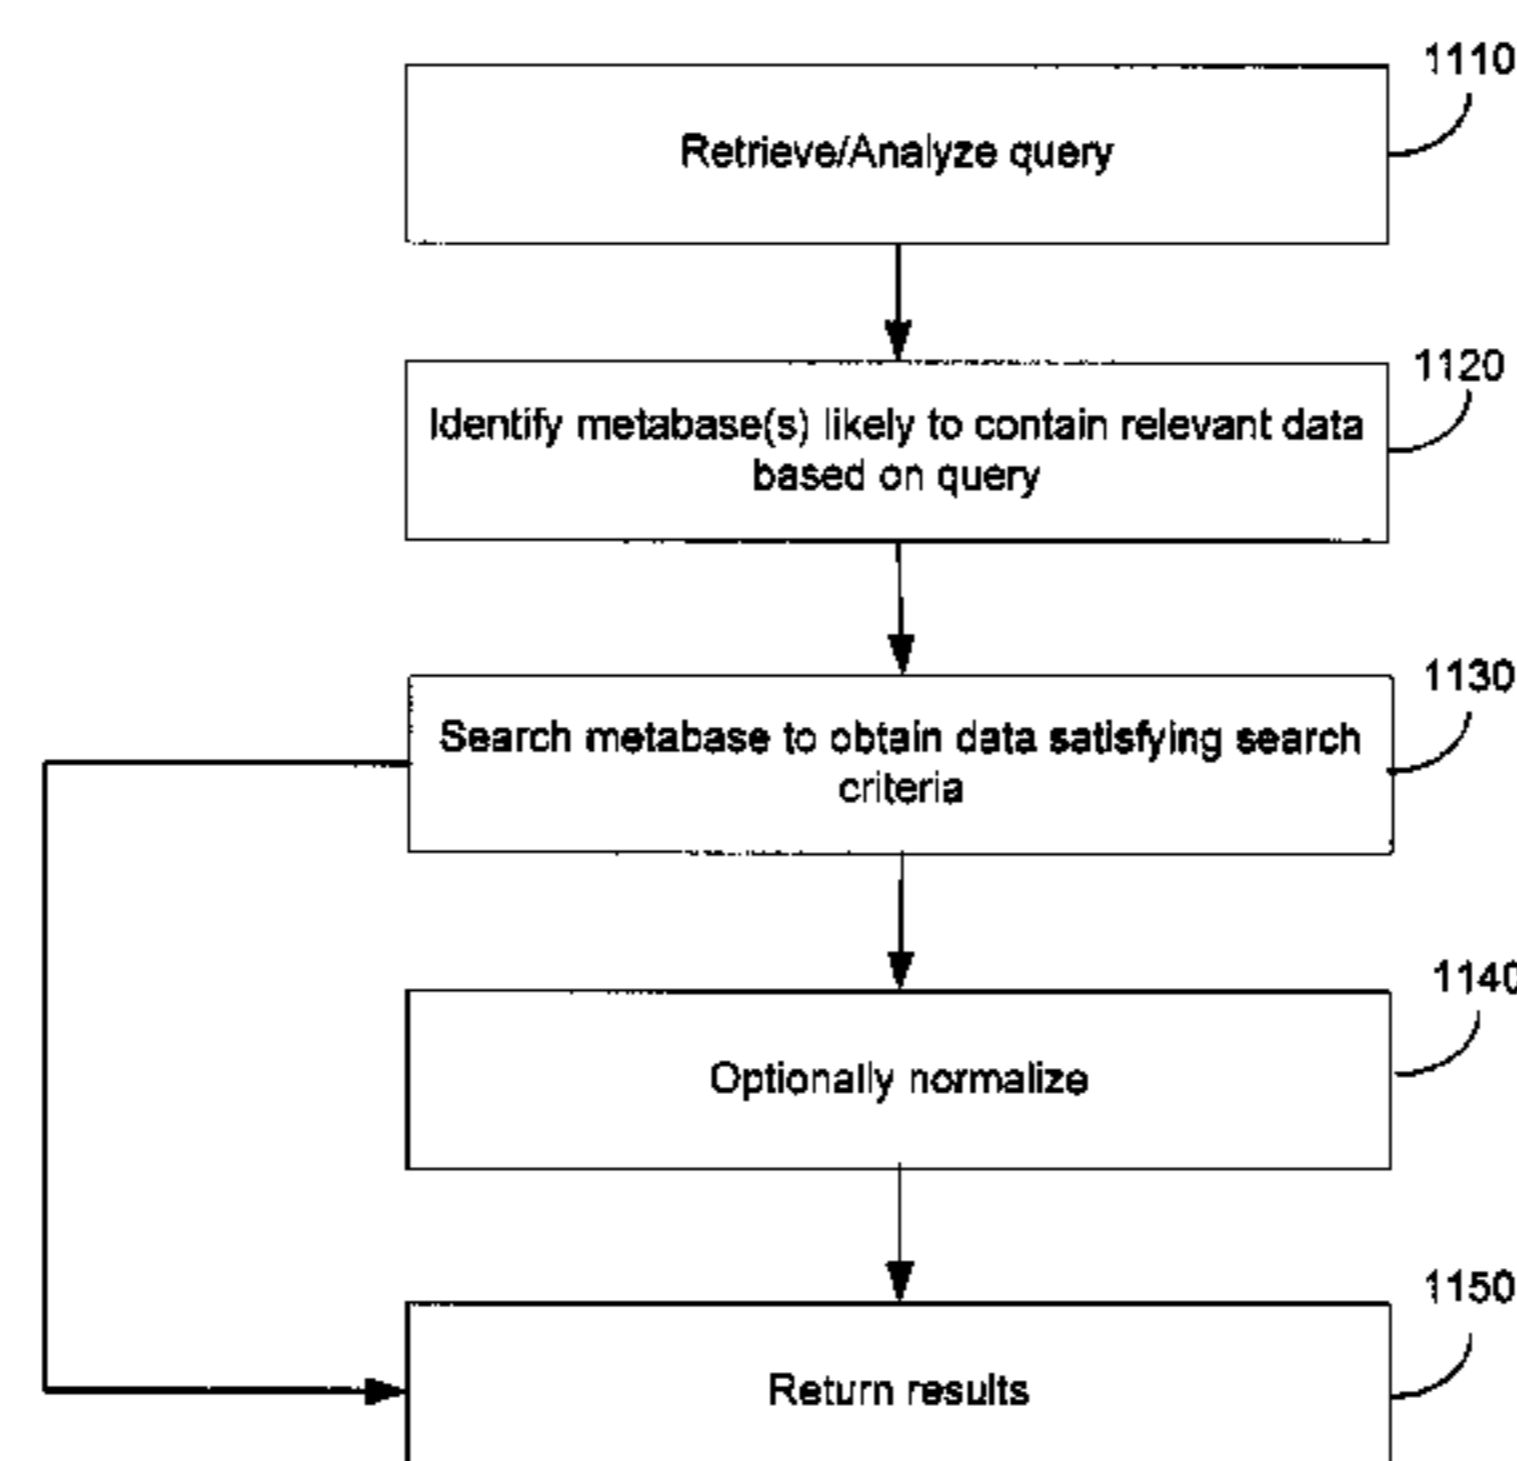 1110
Retrieve/Analyze query
1120
Identify metabase(s) likely to contain relevant data
based on query
1130
Search metabase to obtain data satisfying search
criteria
1140
Optionally normalize
1150
Return results